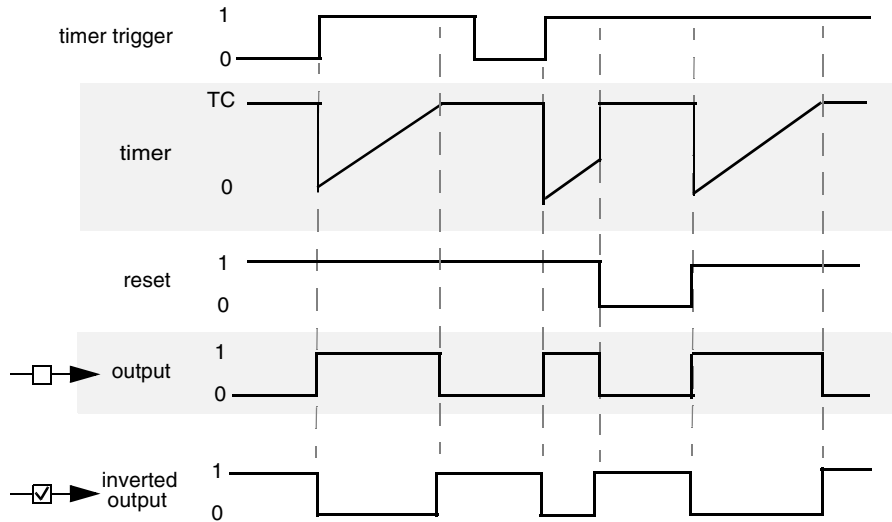 1
timer trigger
0
TC
timer
0
1
reset
0
1
output
0
inverted
output
1
0